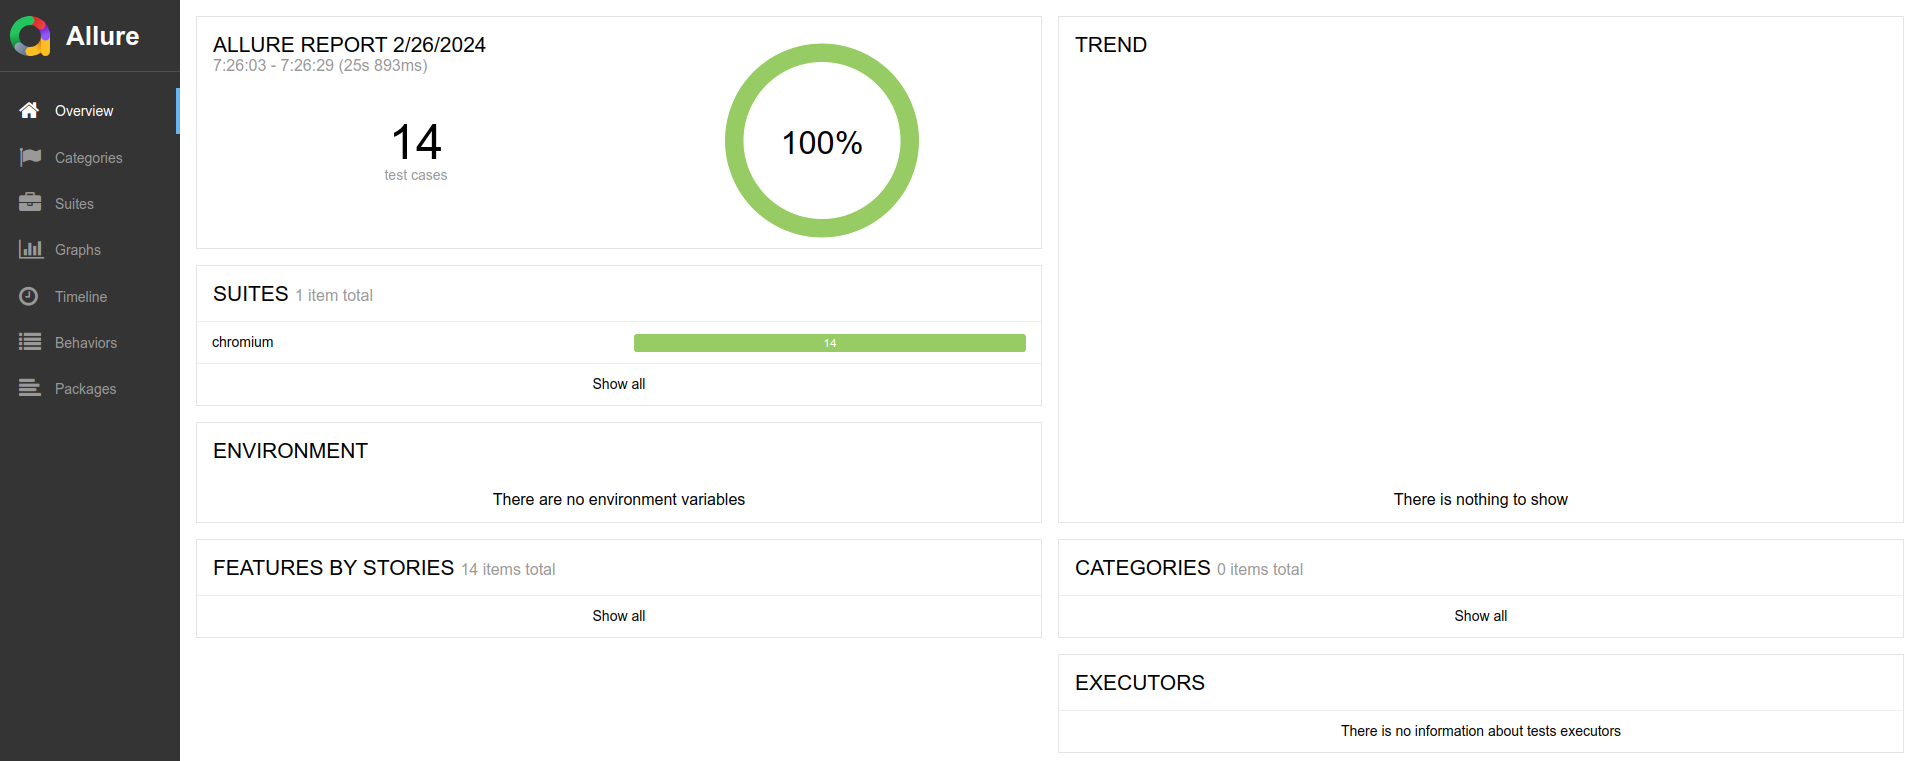 Allure
Overview
Categories
Suites
Graphs
Timeline
Behaviors
Packages
ALLURE REPORT 2/26/2024
7:26:03 - 7:26:29 (25s 893ms)
14
test cases
100%
SUITES 1 item total
chromium 14
Show all
ENVIRONMENT
There are no environment variables
FEATURES BY STORIES 14 items total
Show all
TREND
There is nothing to show
CATEGORIES 0 items total
Show all
EXECUTORS
There is no information about tests executors